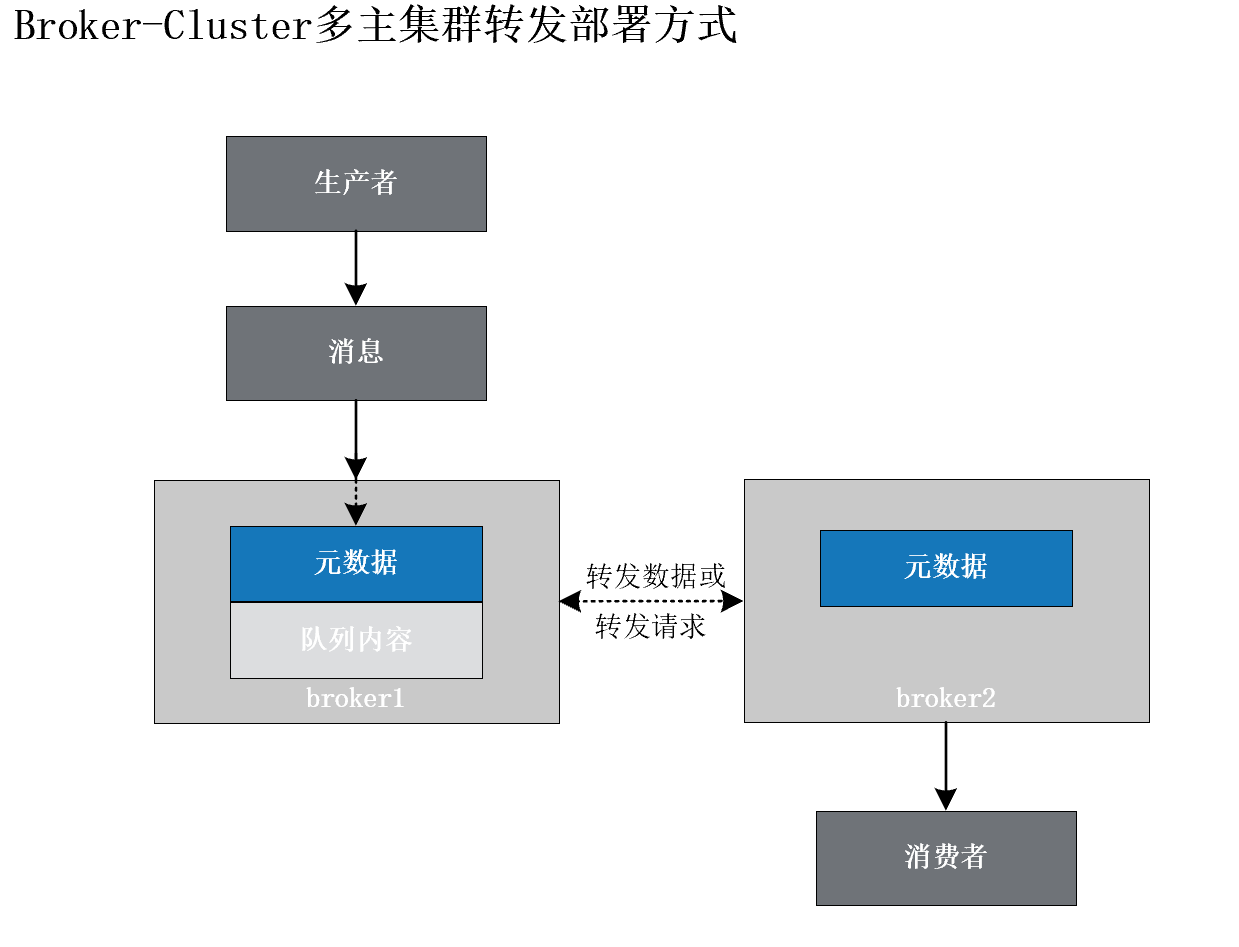 Broker-Cluster多主集群转发部署方式
生产者
消息
元数据
队列内容
broker1
转发数据或
转发请求
元数据
broker2
消费者